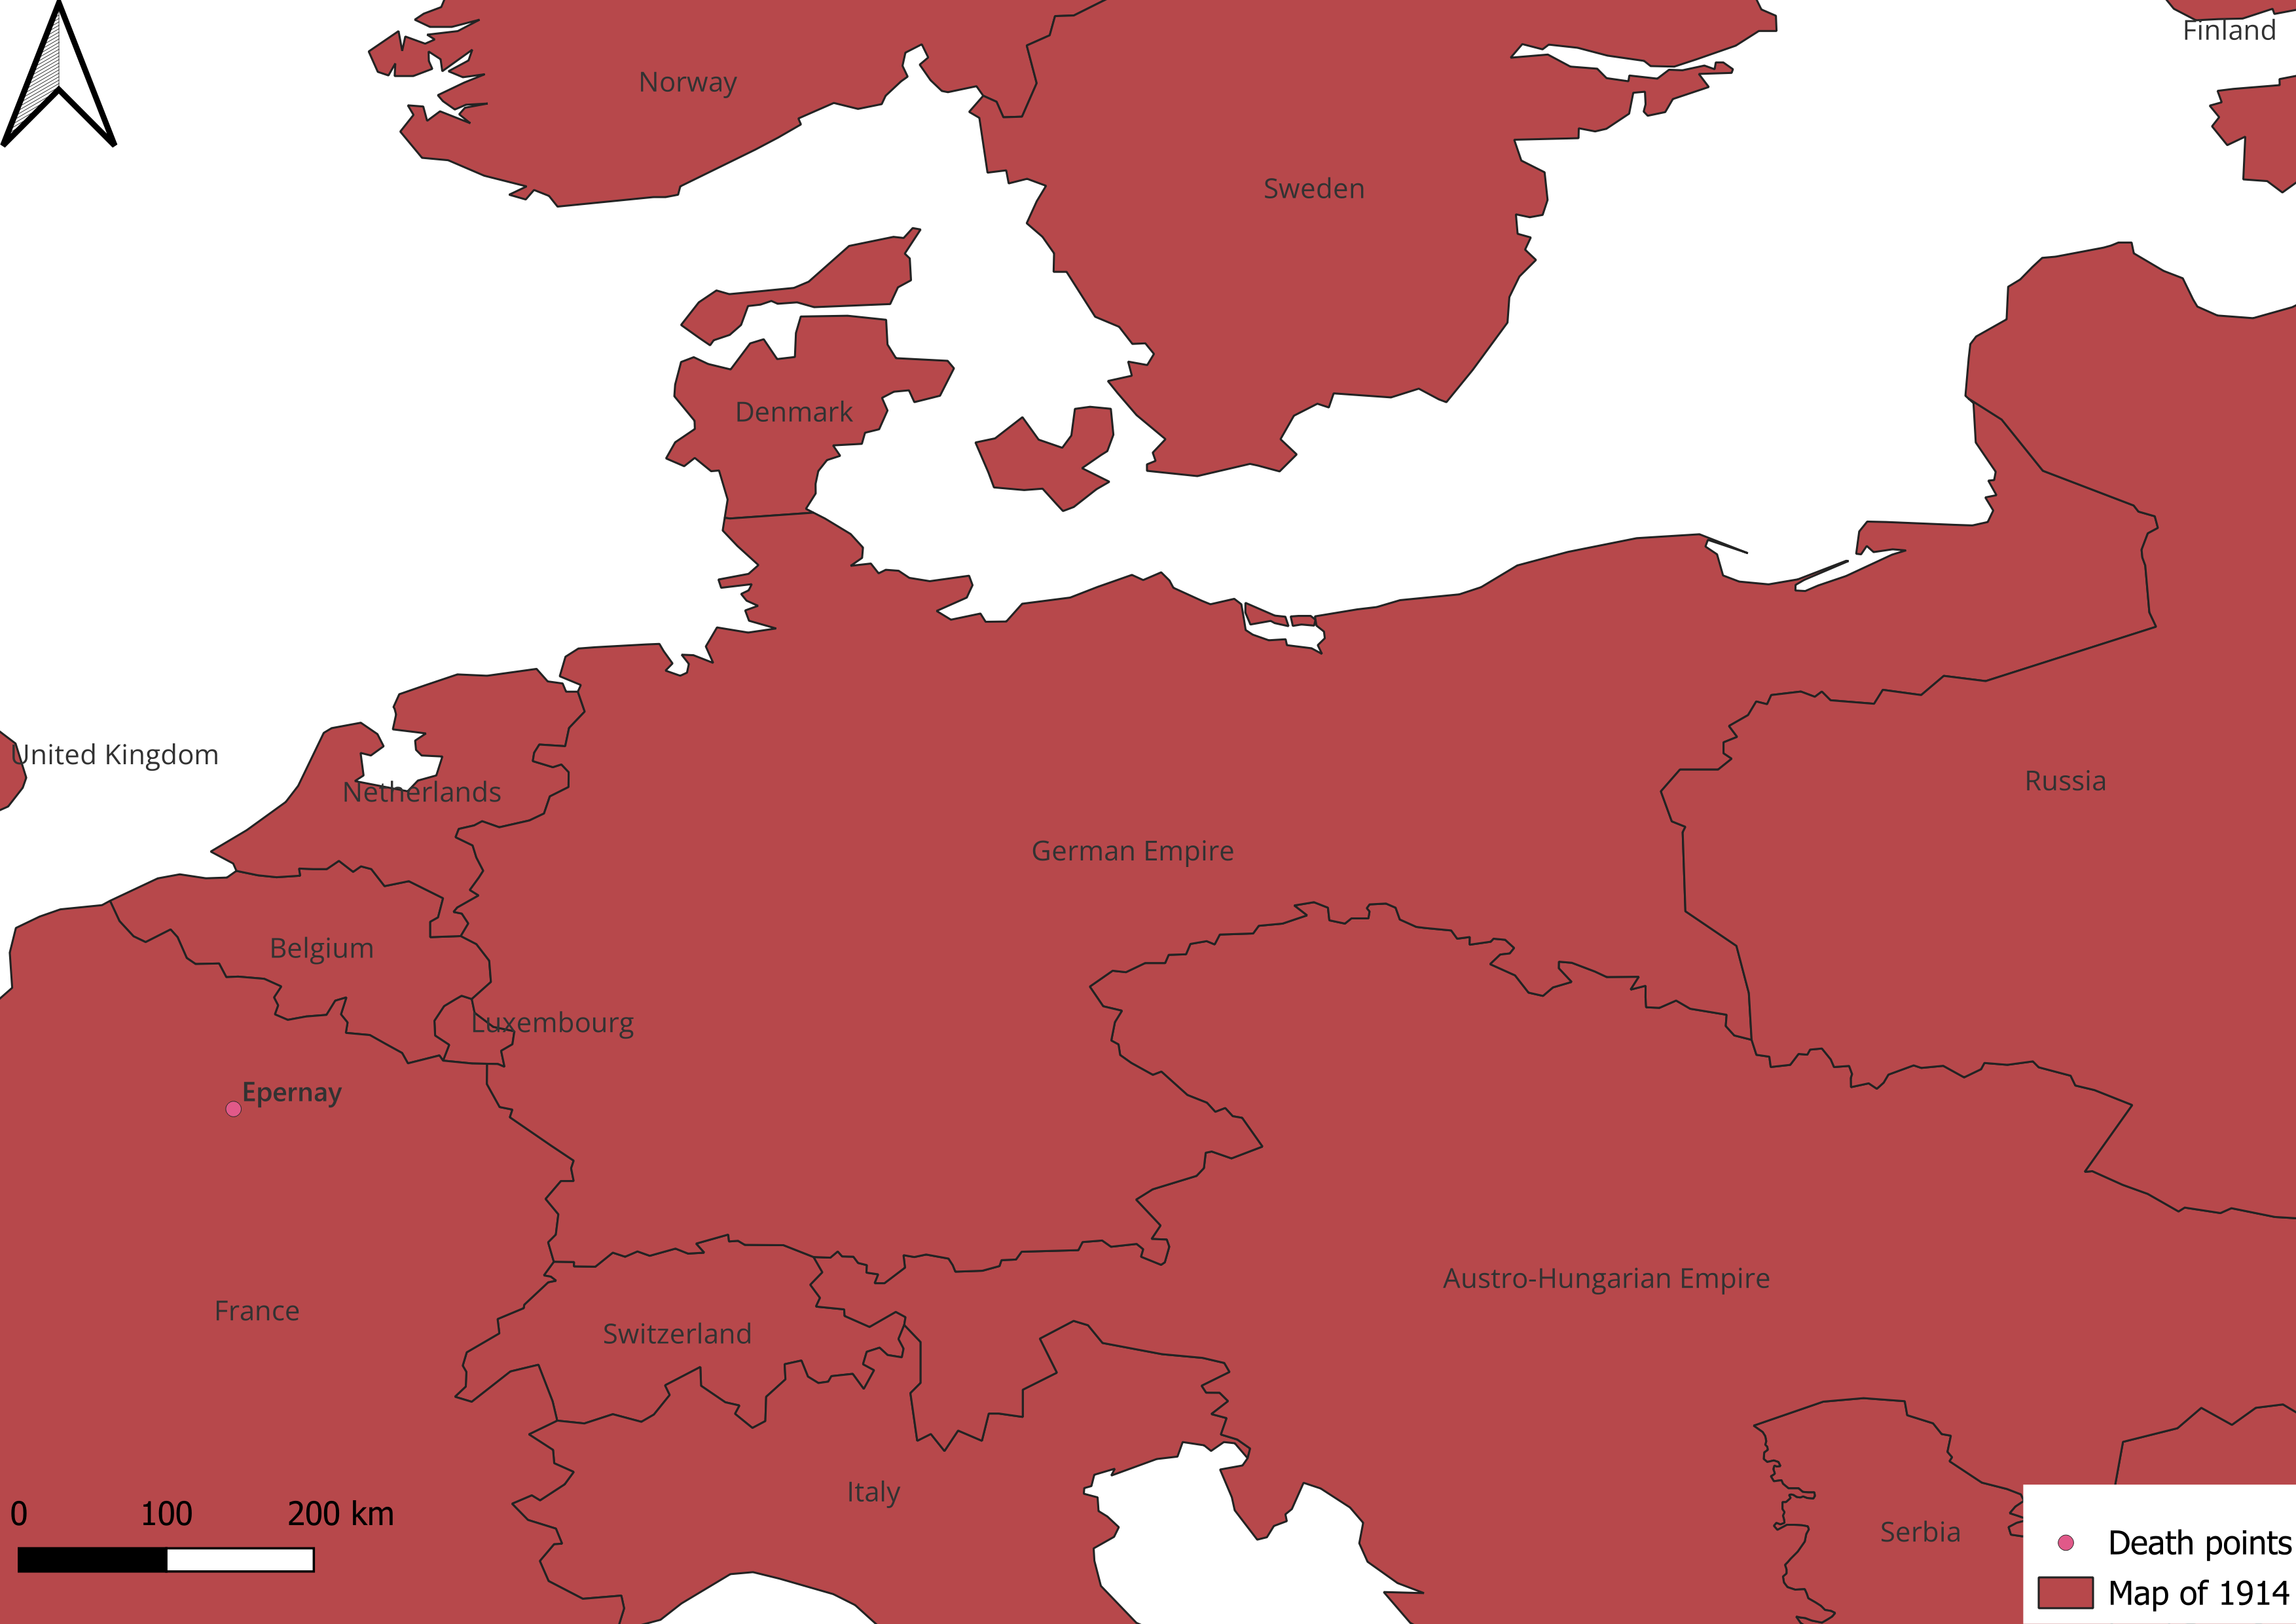 Finland
Norway
Sweden
Denmark
United Kingdom
Netherlands
Russia
German Empire
Belgium
Luxembourg
Epernay
Austro-Hungarian Empire
France
Switzerland
Italy
0 100 200 km
Serbia
Death points
Map of 1914